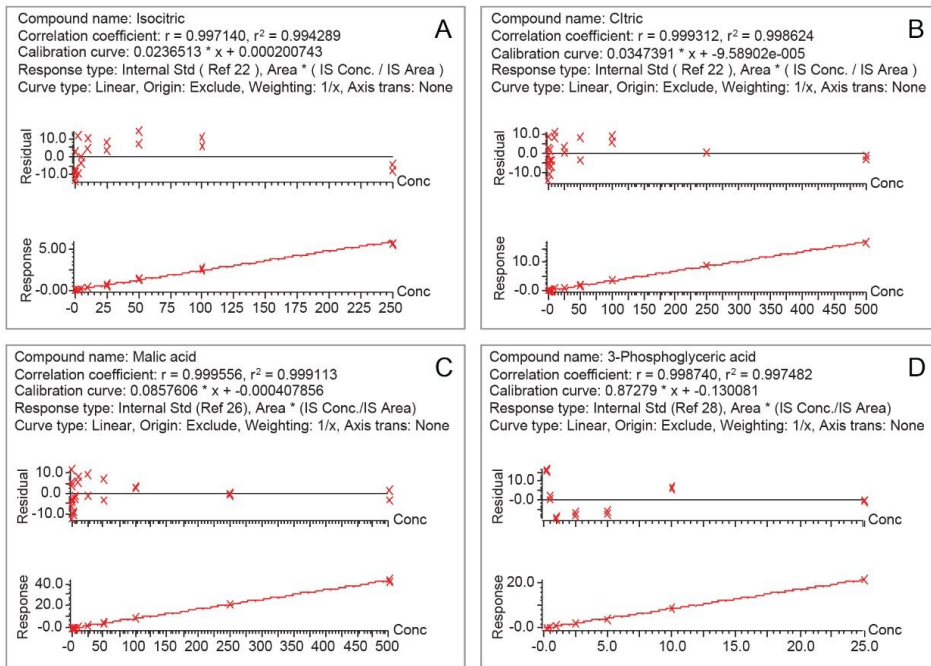 A
Compound name: Isocitric
Correlation coefficient: r = 0.997140, r² = 0.994289
Calibration curve: 0.0236513 * x + 0.000200743
Response type: Internal Std ( Ref 22 ), Area * ( IS Conc. / IS Area )
Curve type: Linear, Origin: Exclude, Weighting: 1/x, Axis trans: None
Residual
10.0
0.0
-10.0
Conc
Response
5.00
-0.00
Conc
-0 25 50 75 100 125 150 175 200 225 250
B
Compound name: CItric
Correlation coefficient: r = 0.999312, r² = 0.998624
Calibration curve: 0.0347391 * x + -9.58902e-005
Response type: Internal Std ( Ref 22 ), Area * ( IS Conc. / IS Area )
Curve type: Linear, Origin: Exclude, Weighting: 1/x, Axis trans: None
Residual
10.0
0.0
-10.0
Conc
Response
10.0
-0.0
Conc
-0 50 100 150 200 250 300 350 400 450 500
C
Compound name: Malic acid
Correlation coefficient: r = 0.999556, r² = 0.999113
Calibration curve: 0.0857606 * x + -0.000407856
Response type: Internal Std (Ref 26), Area * (IS Conc./IS Area)
Curve type: Linear, Origin: Exclude, Weighting: 1/x, Axis trans: None
Residual
10.0
0.0
-10.0
Conc
Response
40.0
20.0
-0.0
Conc
-0 50 100 150 200 250 300 350 400 450 500
D
Compound name: 3-Phosphoglyceric acid
Correlation coefficient: r = 0.998740, r² = 0.997482
Calibration curve: 0.87279 * x + -0.130081
Response type: Internal Std (Ref 28), Area * (IS Conc./IS Area)
Curve type: Linear, Origin: Exclude, Weighting: 1/x, Axis trans: None
Residual
10.0
-0.0
Conc
Response
20.0
-0.0
Conc
-0.0 5.0 10.0 15.0 20.0 25.0